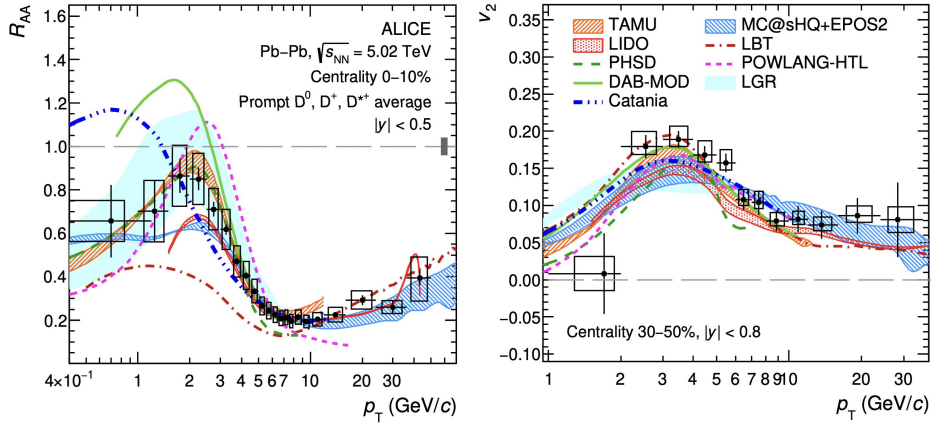 R_AA
1.6
1.4
1.2
1.0
0.8
0.6
0.4
0.2
ALICE
Pb−Pb, √s_NN = 5.02 TeV
Centrality 0−10%
Prompt D⁰, D⁺, D*⁺ average
|y| < 0.5
4×10⁻¹ 1 2 3 4 5 6 7 10 20 30
p_T (GeV/c)
v₂
0.35
0.30
0.25
0.20
0.15
0.10
0.05
0.00
−0.05
−0.10
TAMU
LIDO
PHSD
DAB-MOD
Catania
MC@sHQ+EPOS2
LBT
POWLANG-HTL
LGR
Centrality 30−50%, |y| < 0.8
1 2 3 4 5 6 7 8 9 10 20 30
p_T (GeV/c)